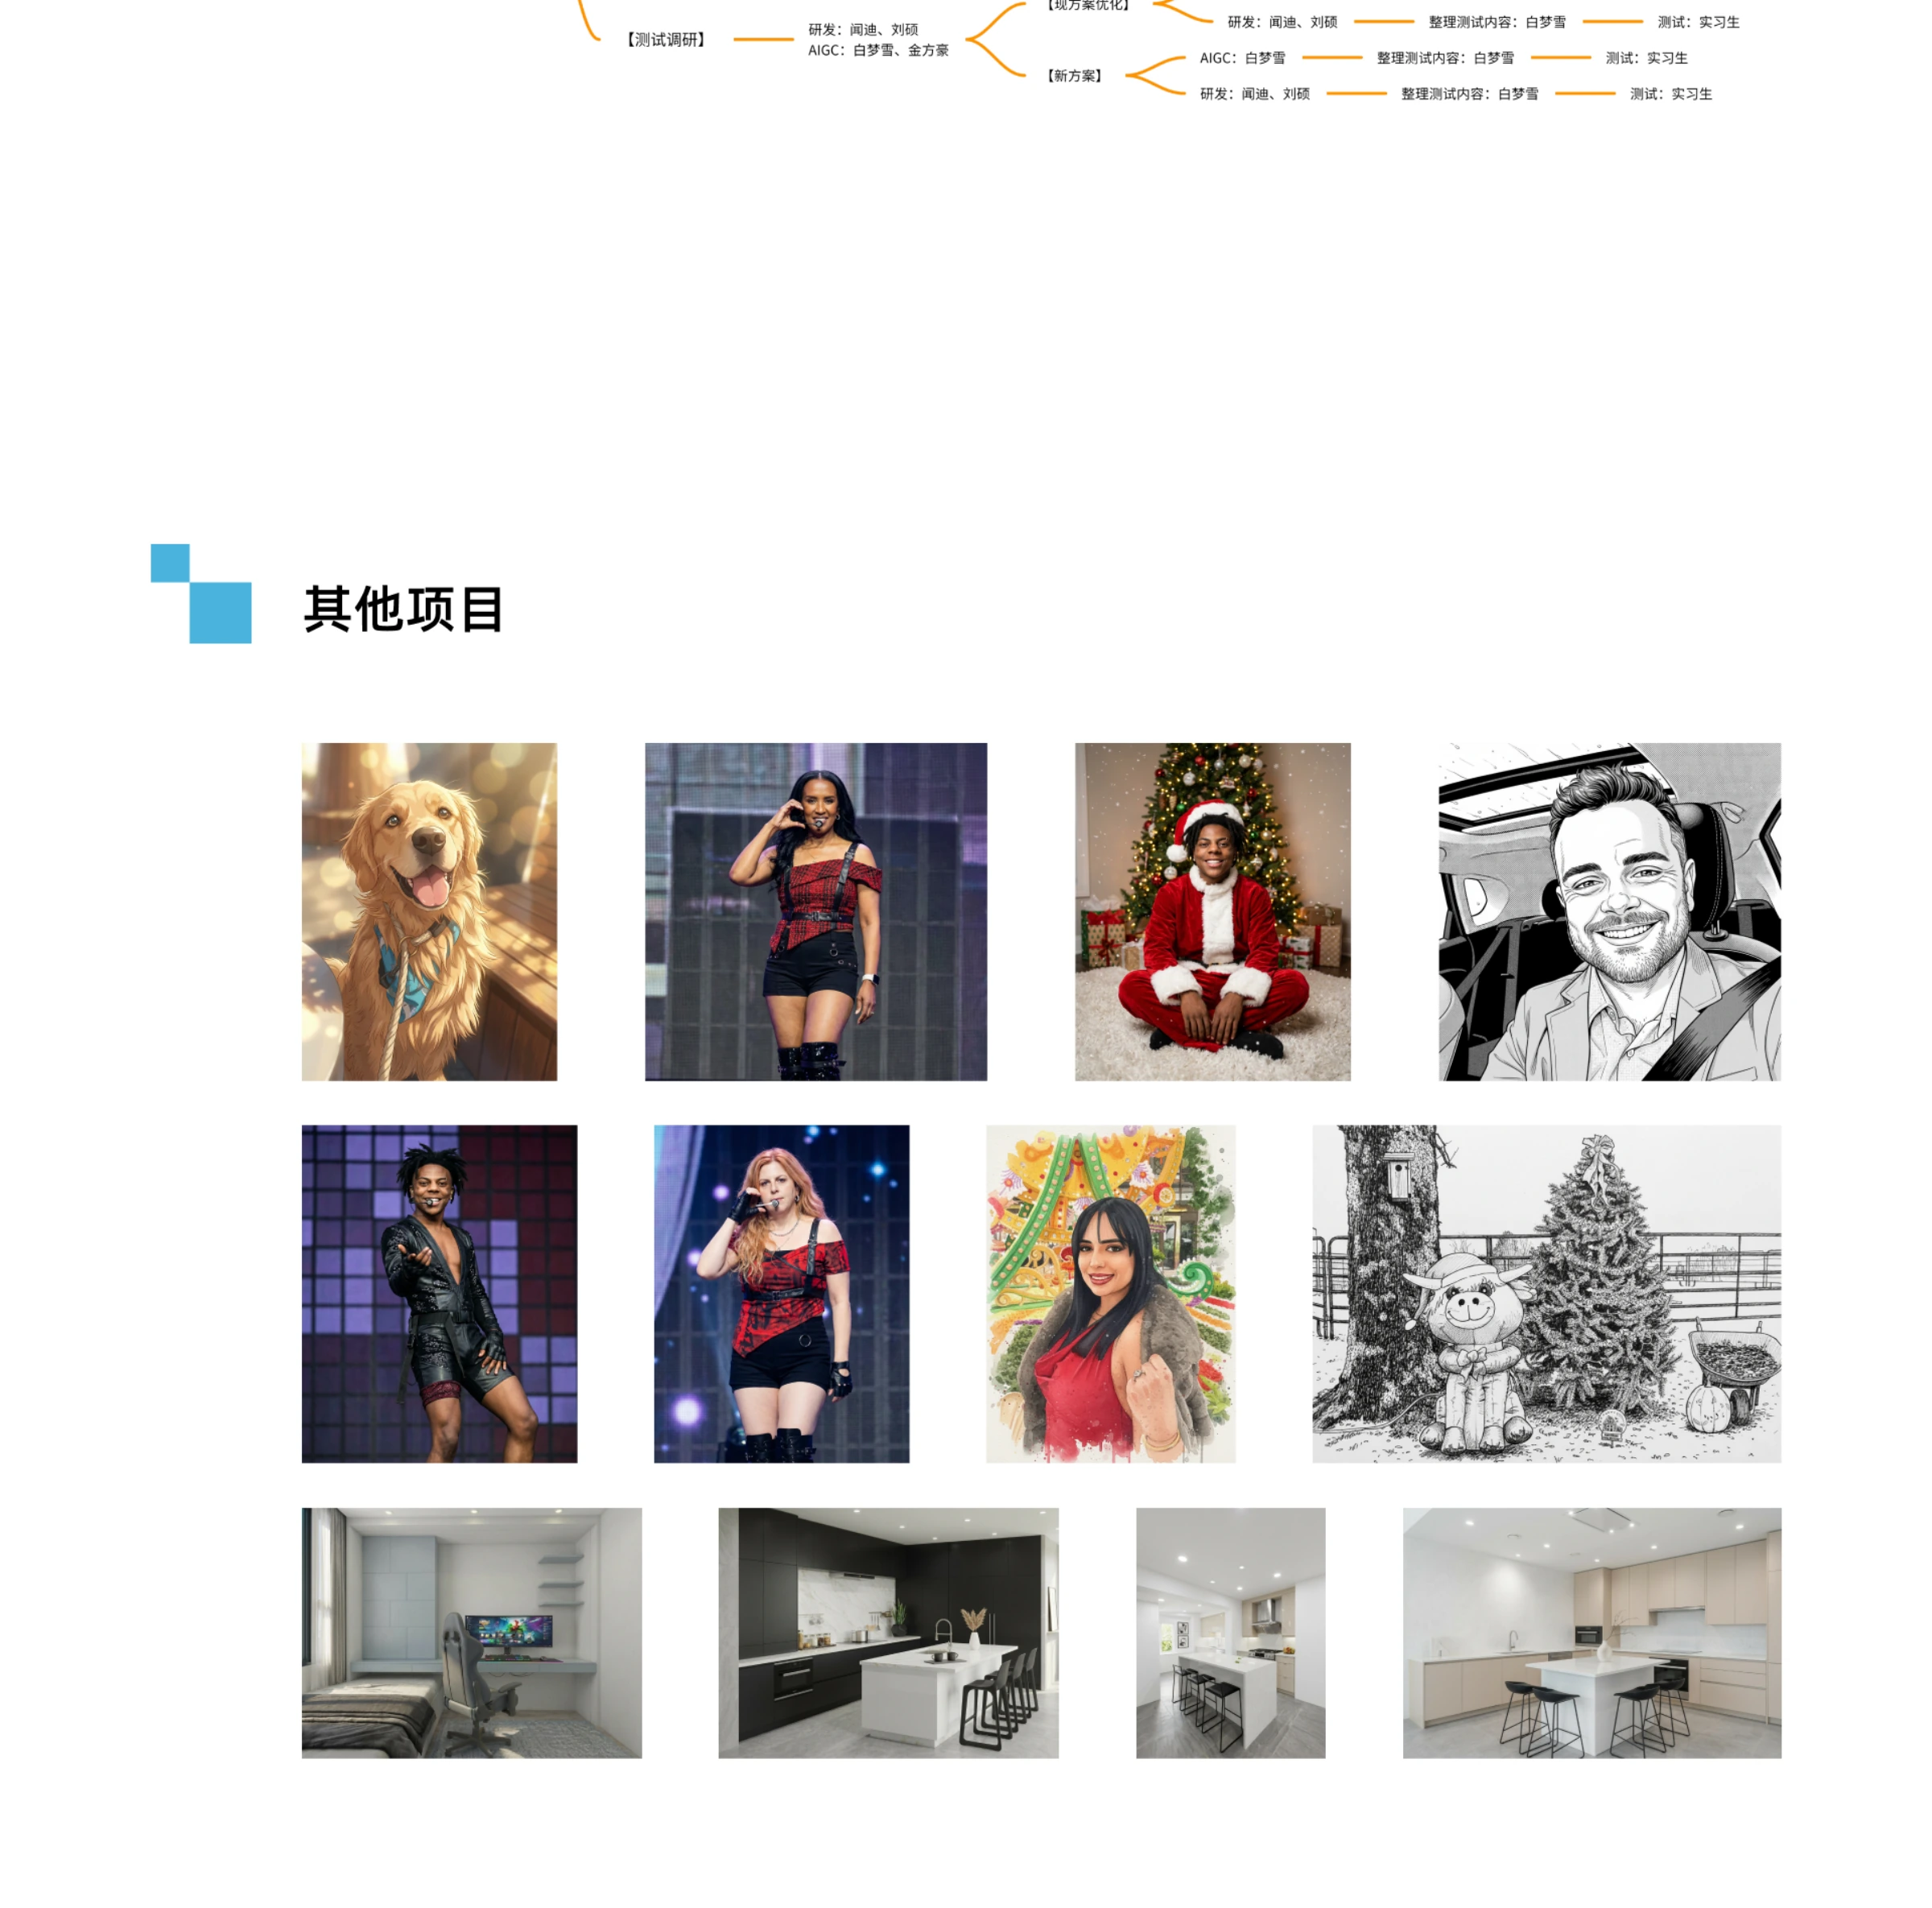 【现方案优化】
研发：闻迪、刘硕 整理测试内容：白梦雪 测试：实习生
【测试调研】
研发：闻迪、刘硕
AIGC：白梦雪、金方豪
【新方案】
AIGC：白梦雪 整理测试内容：白梦雪 测试：实习生
研发：闻迪、刘硕 整理测试内容：白梦雪 测试：实习生
其他项目